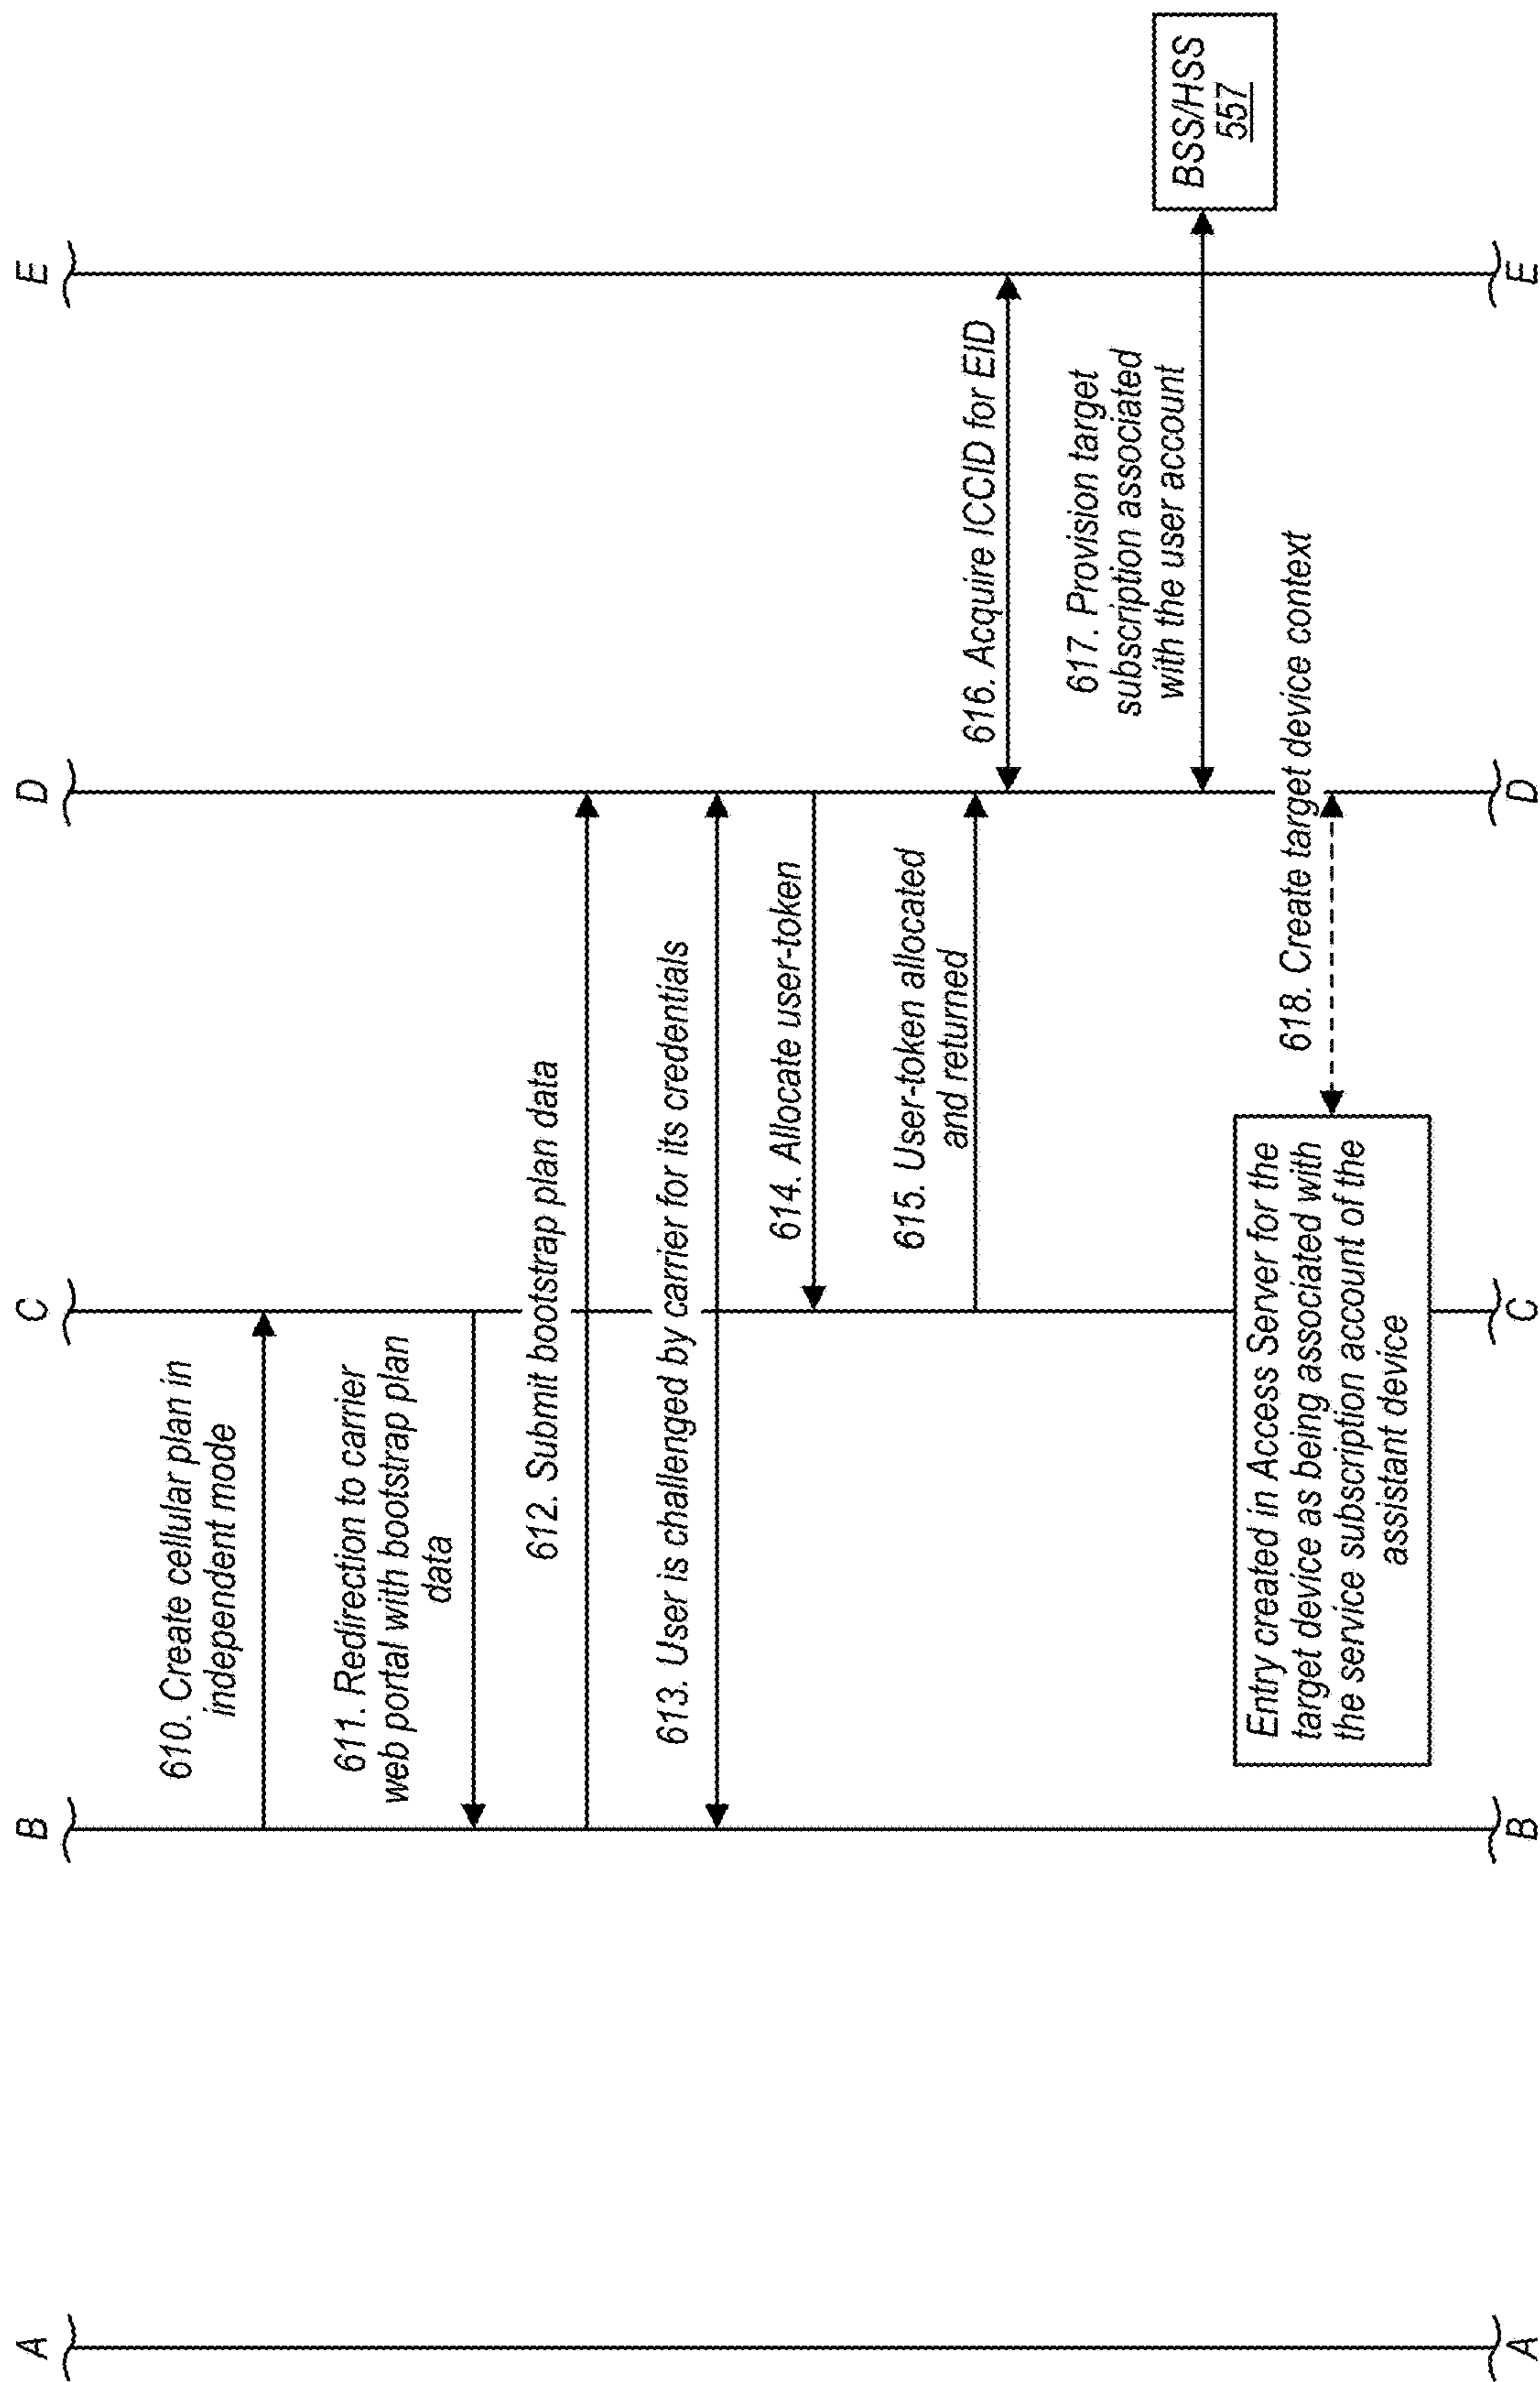 A
B
C
D
E
610. Create cellular plan in
independent mode
611. Redirection to carrier
web portal with bootstrap plan
data
612. Submit bootstrap plan data
613. User is challenged by carrier for its credentials
614. Allocate user-token
615. User-token allocated
and returned
616. Acquire ICCID for EID
617. Provision target
subscription associated
with the user account
BSS/HSS
557
618. Create target device context
Entry created in Access Server for the
target device as being associated with
the service subscription account of the
assistant device
A
B
C
D
E